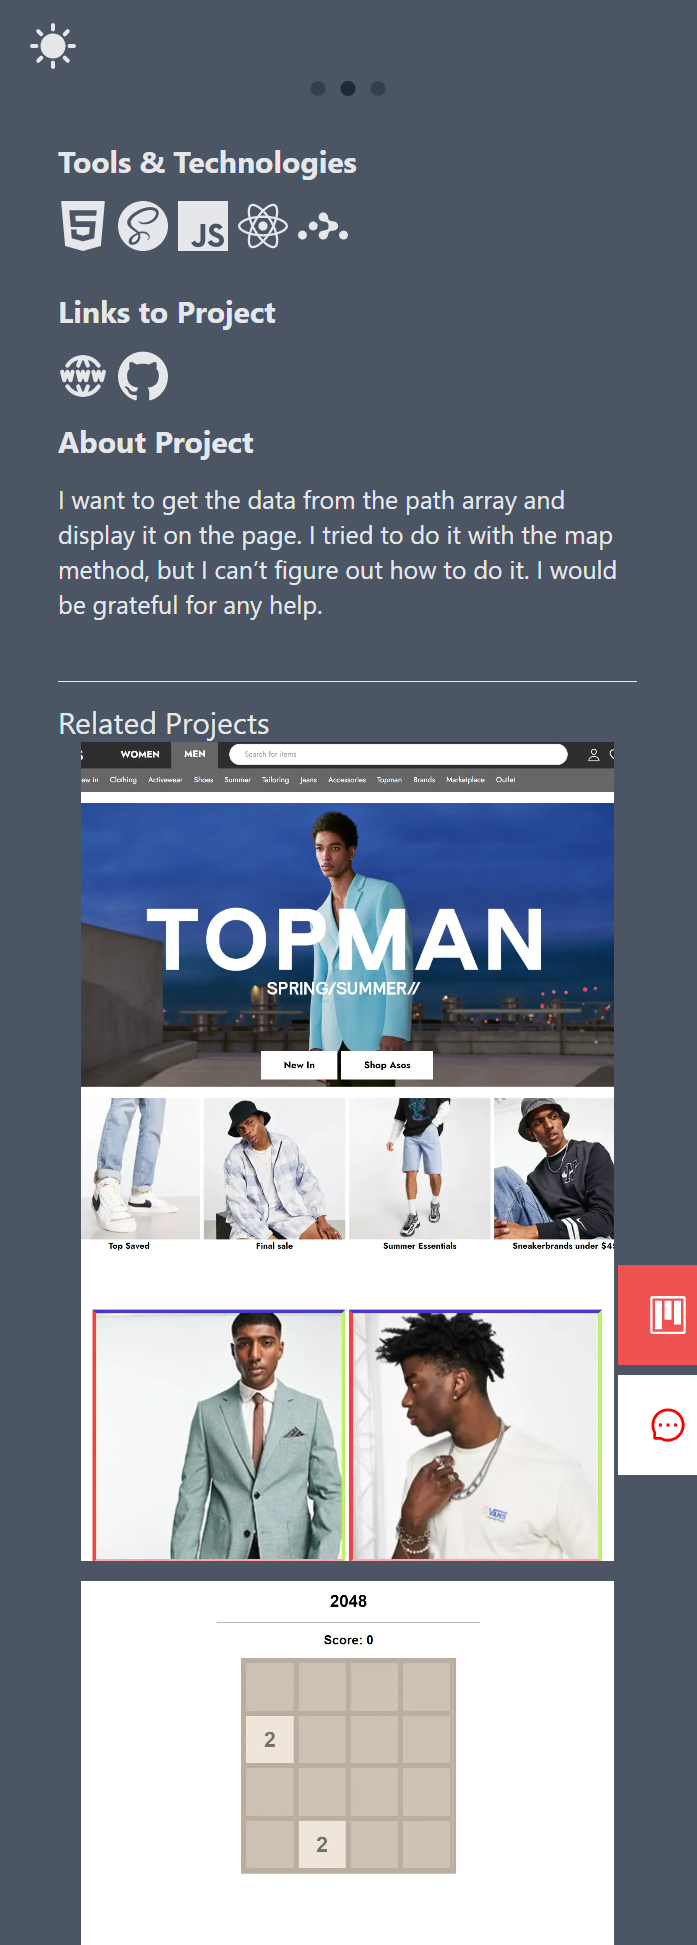 Tools & Technologies
5 S JS
Links to Project
WWW
About Project
I want to get the data from the path array and
display it on the page. I tried to do it with the map
method, but I can’t figure out how to do it. I would
be grateful for any help.
Related Projects
WOMEN MEN Search for items
Clothing Activewear Shoes Summer Tailoring Jeans Accessories Topman Brands Marketplace Outlet
TOPMAN
SPRING/SUMMER//
New In Shop Asos
Top Saved Final sale Summer Essentials Sneakerbrands under $45
VANS
2048
Score: 0
2
2